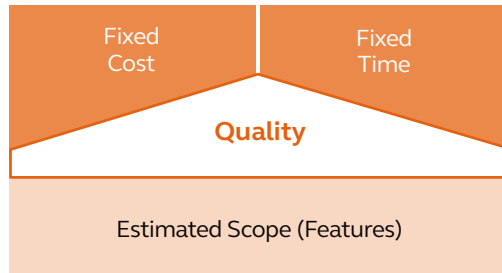 Fixed
Cost
Fixed
Time
Quality
Estimated Scope (Features)